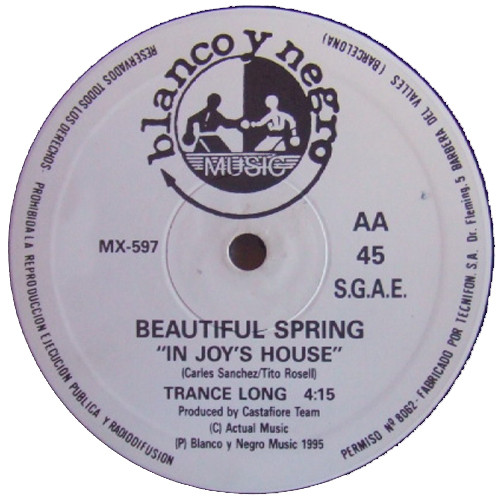 blanco y negro
MUSIC
MX-597
AA
45
S.G.A.E.
BEAUTIFUL SPRING
"IN JOY'S HOUSE"
(Carles Sanchez/Tito Rosell)
TRANCE LONG 4:15
Produced by Castafiore Team
(C) Actual Music
(P) Blanco y Negro Music 1995
RESERVADOS TODOS LOS DERECHOS. PROHIBIDA LA REPRODUCCION EJECUCION PUBLICA Y RADIODIFUSION
PERMISO Nº 8062-FABRICADO POR TECNIFON, S.A. Dr. Fleming, 5 BARBERA DEL VALLES (BARCELONA)